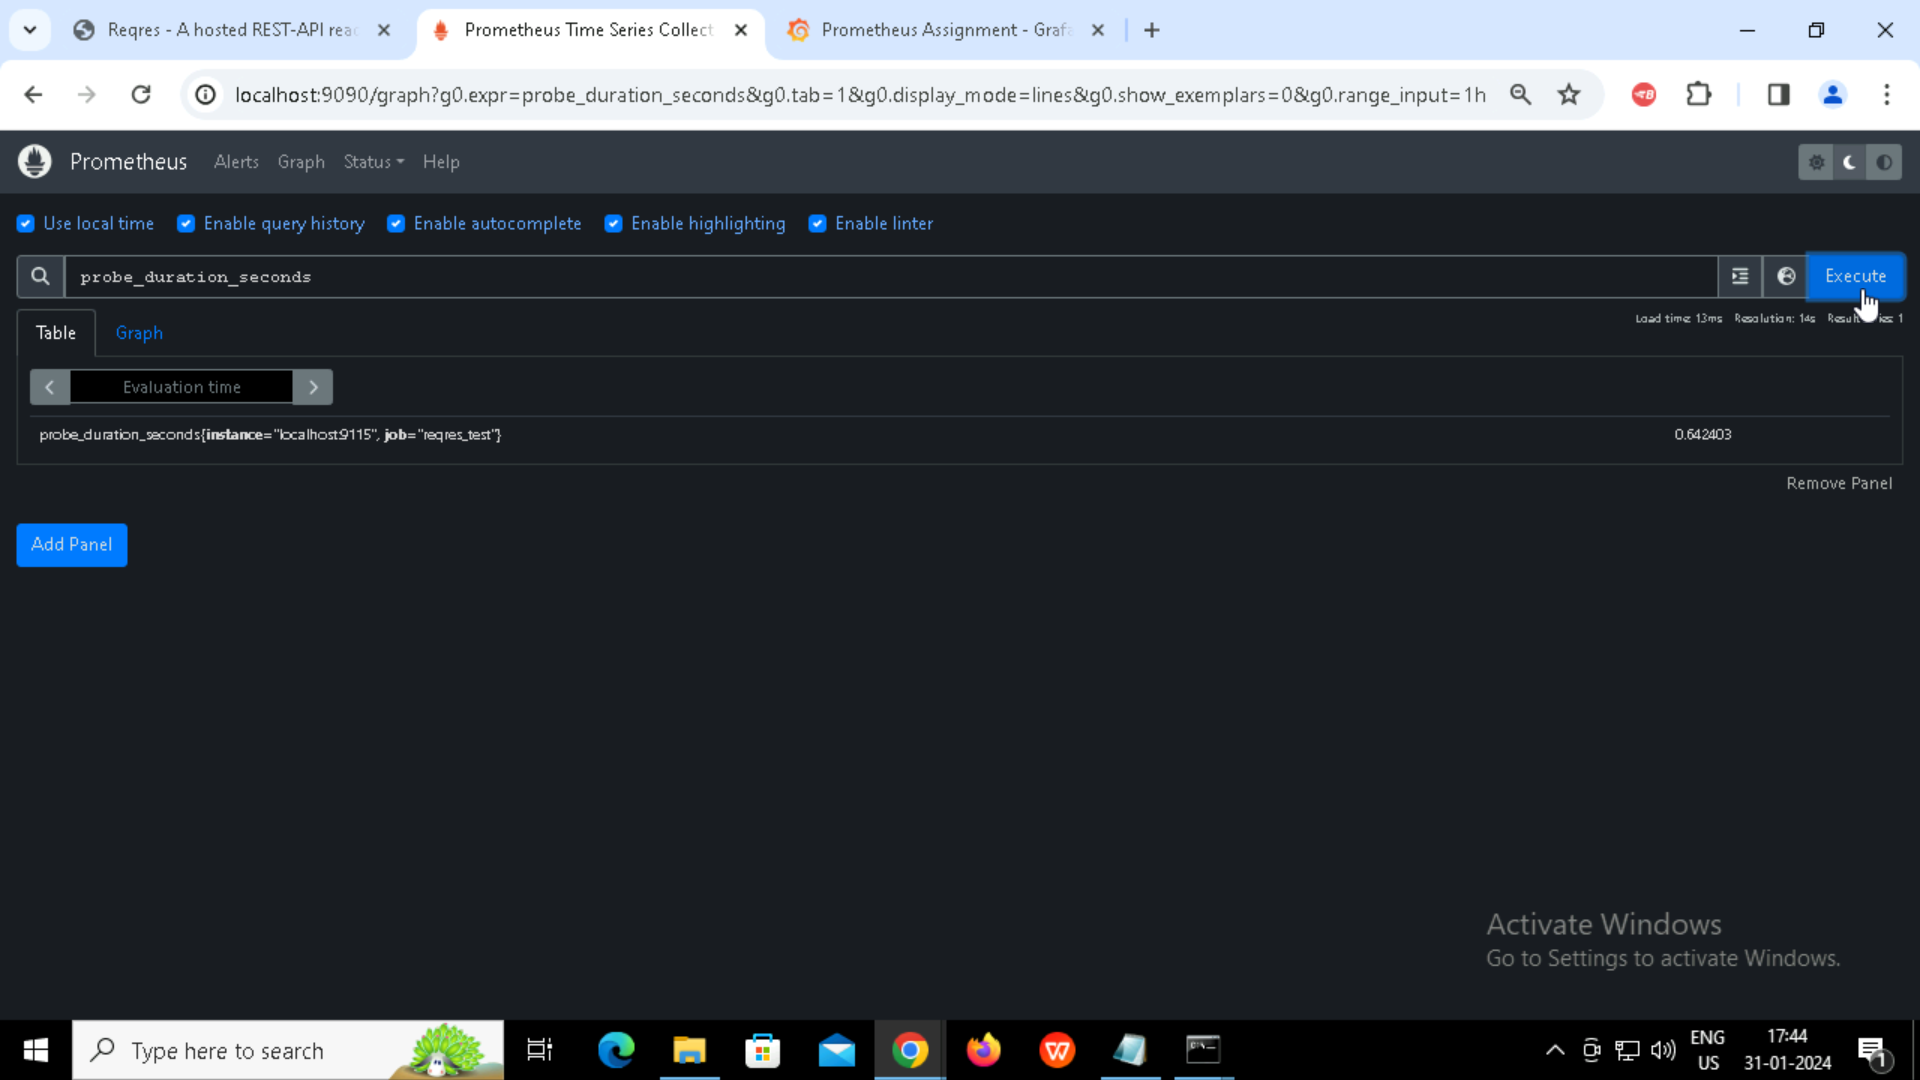 Reqres - A hosted REST-API rea
Prometheus Time Series Collect
Prometheus Assignment - Graf
localhost:9090/graph?g0.expr=probe_duration_seconds&g0.tab=1&g0.display_mode=lines&g0.show_exemplars=0&g0.range_input=1h
Prometheus Alerts Graph Status Help
Use local time Enable query history Enable autocomplete Enable highlighting Enable linter
probe_duration_seconds
Execute
Load time: 13ms Resolution: 14s 1
Table Graph
Evaluation time
probe_duration_seconds{instance="localhost:9115", job="reqres_test"} 0.642403
Remove Panel
Add Panel
Activate Windows
Go to Settings to activate Windows.
Type here to search
ENG
US
17:44
31-01-2024
1